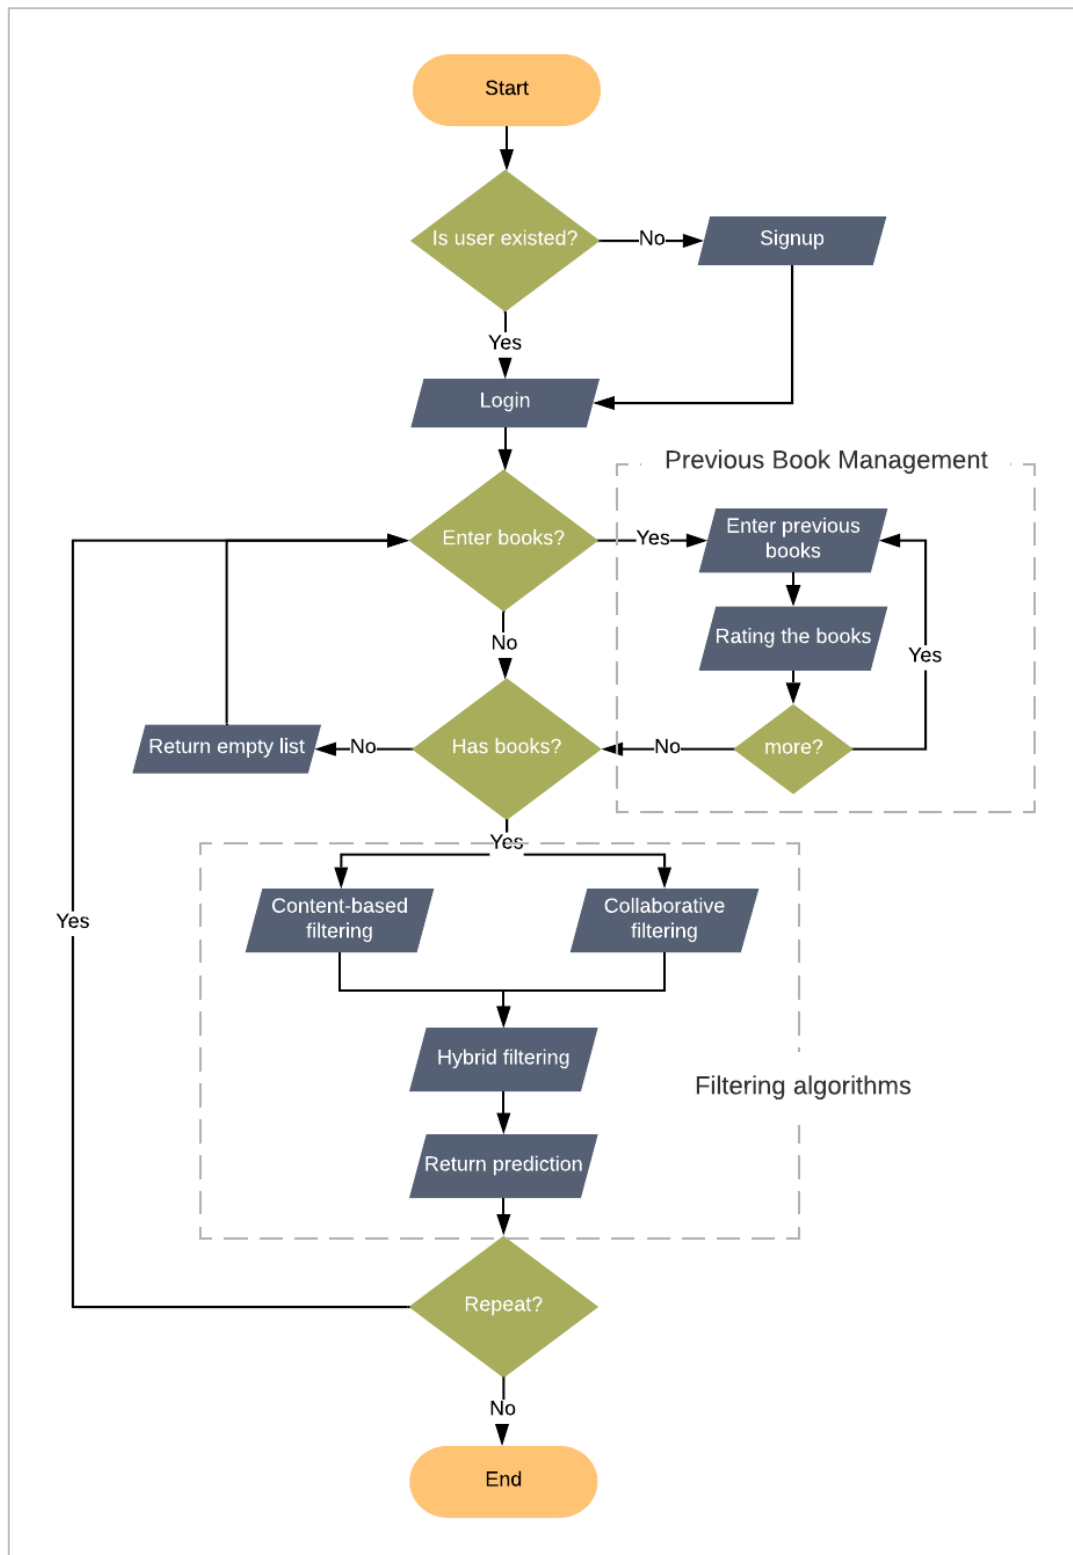 Start
Is user existed?
No
Signup
Yes
Login
Previous Book Management
Enter books?
Yes
Enter previous
books
Rating the books
Yes
No
Return empty list
No
Has books?
No
more?
Yes
Content-based
filtering
Collaborative
filtering
Yes
Hybrid filtering
Filtering algorithms
Return prediction
Repeat?
No
End